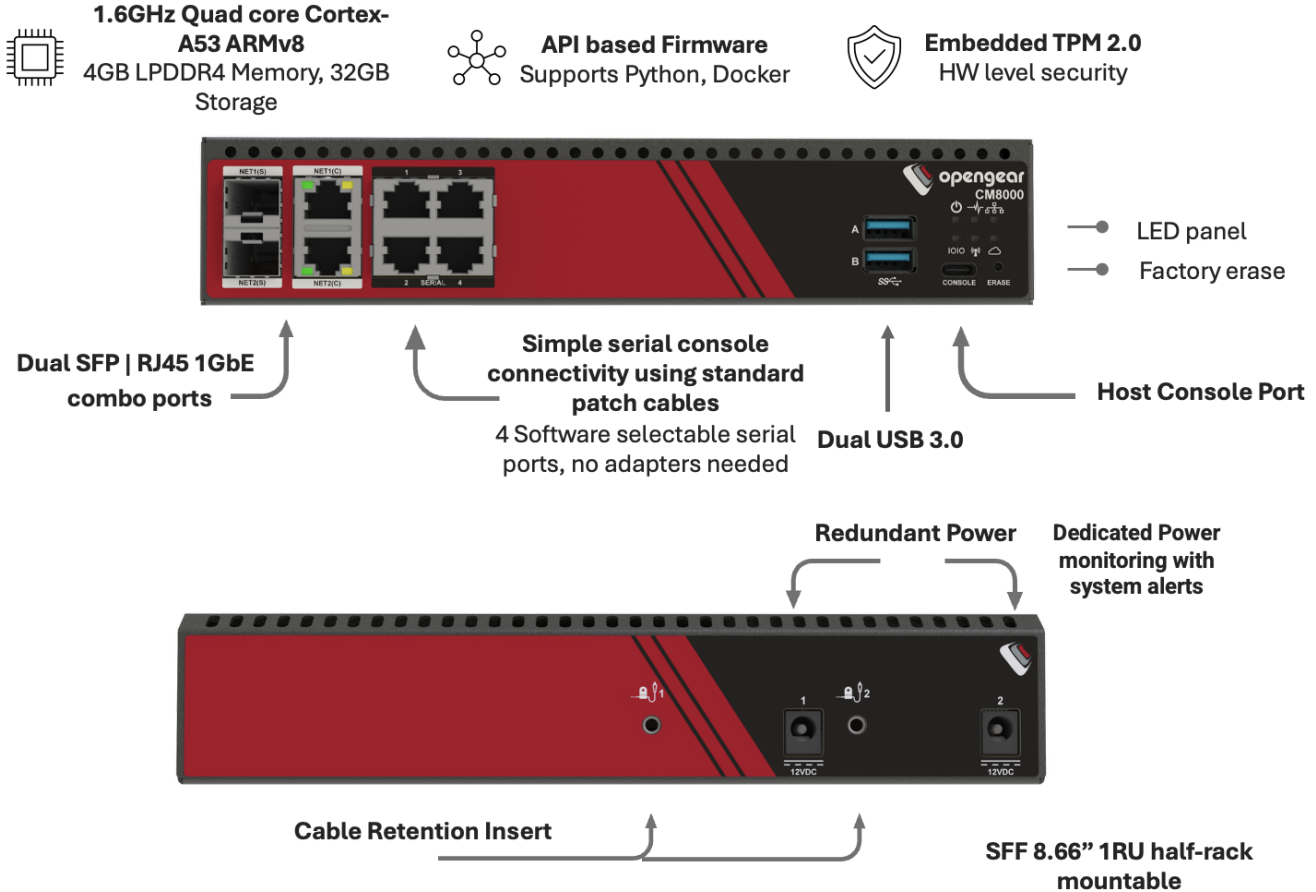 1.6GHz Quad core Cortex-
A53 ARMv8
4GB LPDDR4 Memory, 32GB
Storage
API based Firmware
Supports Python, Docker
Embedded TPM 2.0
HW level security
NET1(S)
NET1(C)
1
3
opengear
CM8000
A
B
IOIO
NET2(S)
NET2(C)
2
SERIAL
4
SS
CONSOLE
ERASE
LED panel
Factory erase
Dual SFP | RJ45 1GbE
combo ports
Simple serial console
connectivity using standard
patch cables
4 Software selectable serial
ports, no adapters needed
Dual USB 3.0
Host Console Port
Redundant Power
Dedicated Power
monitoring with
system alerts
1
1
2
2
12VDC
12VDC
Cable Retention Insert
SFF 8.66” 1RU half-rack
mountable